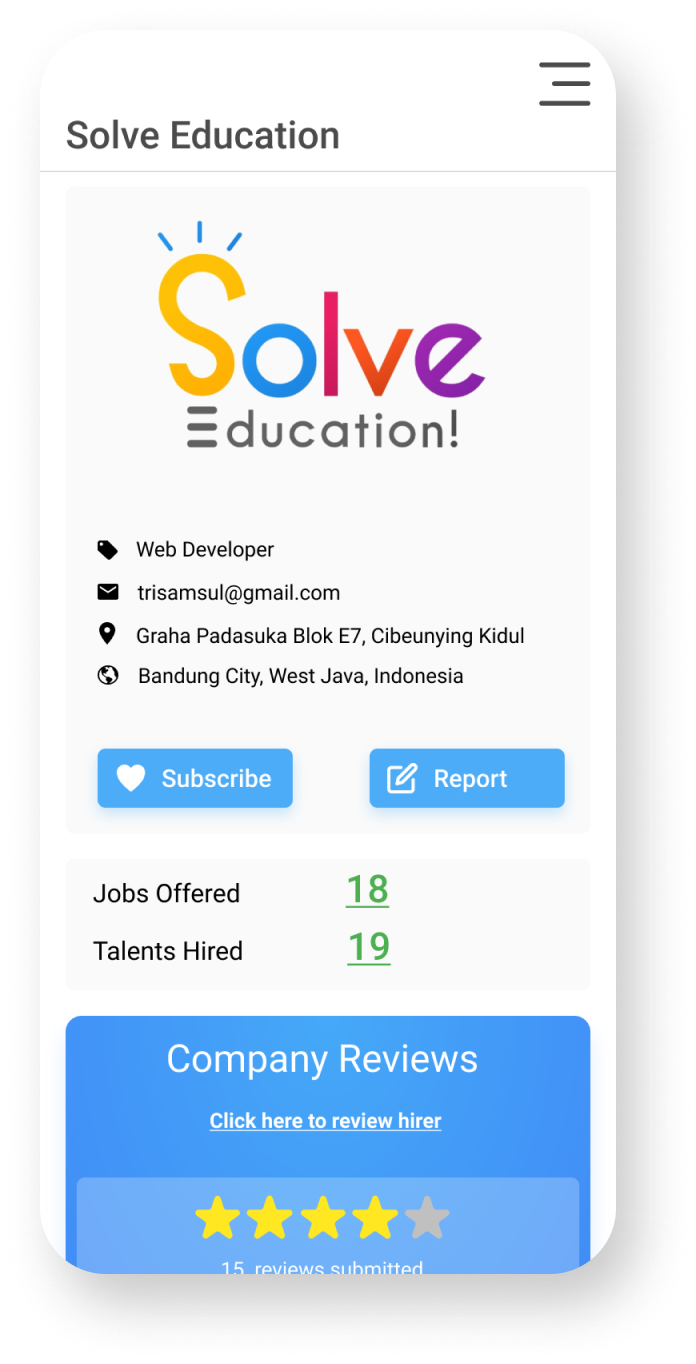 Solve Education
Solve
Education!
Web Developer
trisamsul@gmail.com
Graha Padasuka Blok E7, Cibeunying Kidul
Bandung City, West Java, Indonesia
Subscribe Report
Jobs Offered 18
Talents Hired 19
Company Reviews
Click here to review hirer
15 reviews submitted